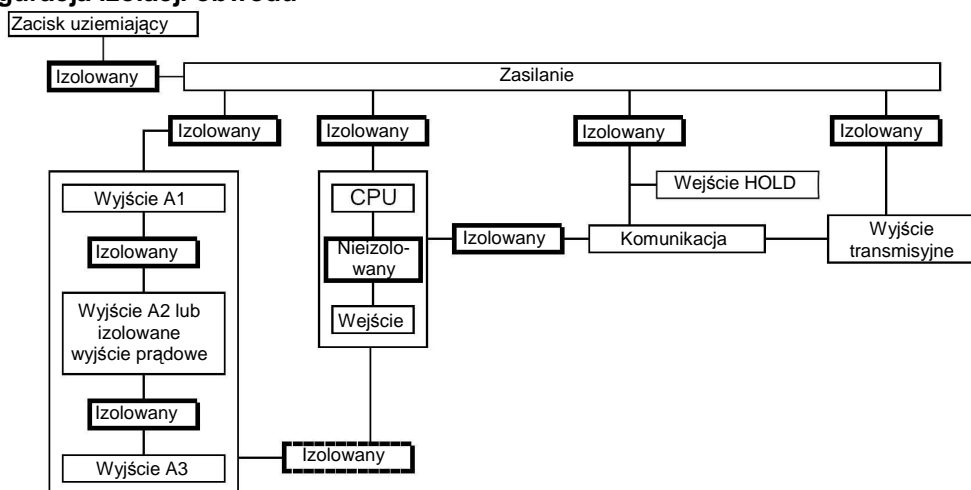 Zacisk uziemiający
Izolowany
Zasilanie
Izolowany
Izolowany
Izolowany
Izolowany
Wyjście A1
CPU
Wejście HOLD
Izolowany
Nieizolo-
wany
Izolowany
Komunikacja
Wyjście
transmisyjne
Wyjście A2 lub
izolowane
wyjście prądowe
Wejście
Izolowany
Izolowany
Wyjście A3